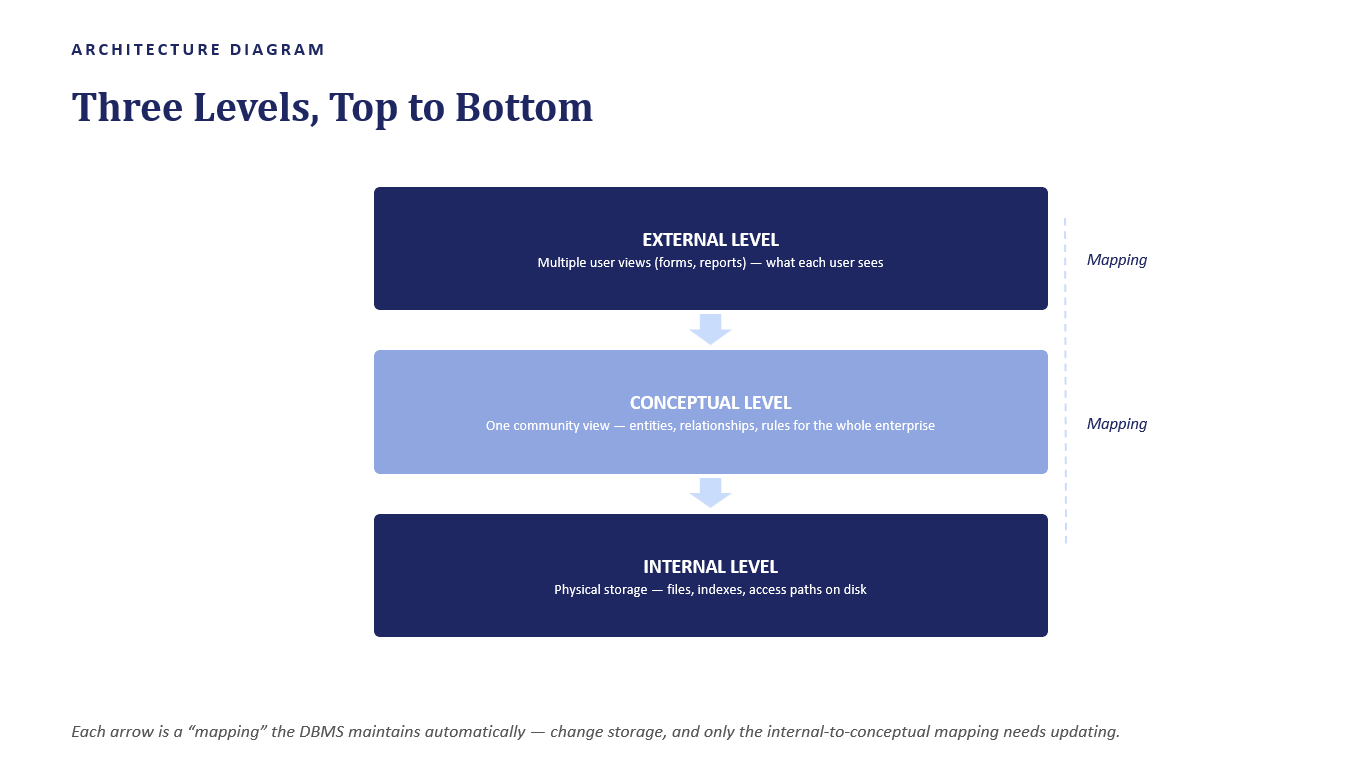 ARCHITECTURE DIAGRAM
Three Levels, Top to Bottom
EXTERNAL LEVEL
Multiple user views (forms, reports) — what each user sees
Mapping
CONCEPTUAL LEVEL
One community view — entities, relationships, rules for the whole enterprise
Mapping
INTERNAL LEVEL
Physical storage — files, indexes, access paths on disk
Each arrow is a “mapping” the DBMS maintains automatically — change storage, and only the internal-to-conceptual mapping needs updating.